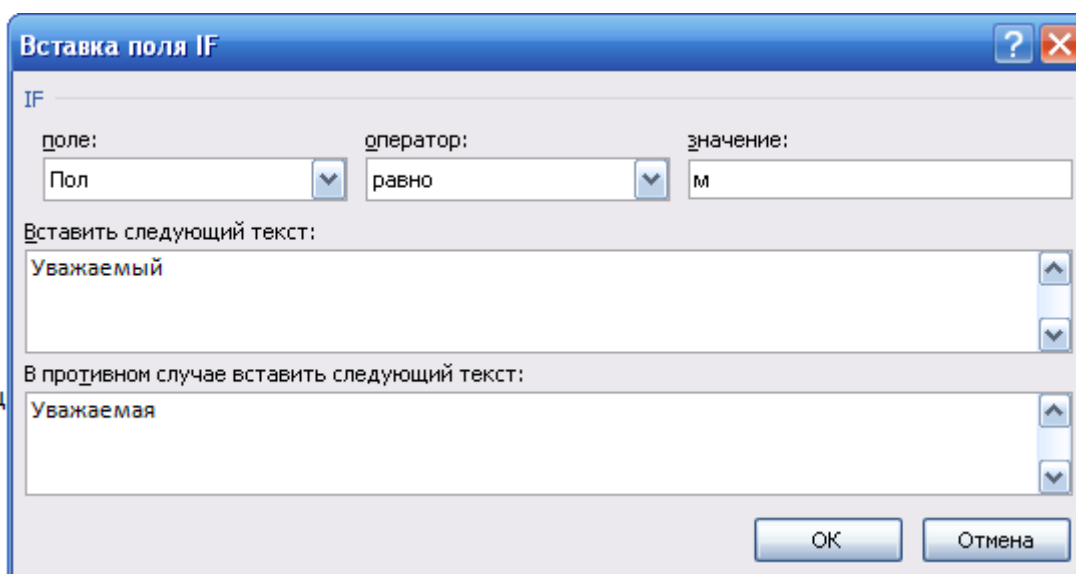 Вставка поля IF
IF
поле: оператор: значение:
Пол равно м
Вставить следующий текст:
Уважаемый
В противном случае вставить следующий текст:
Уважаемая
ОК Отмена